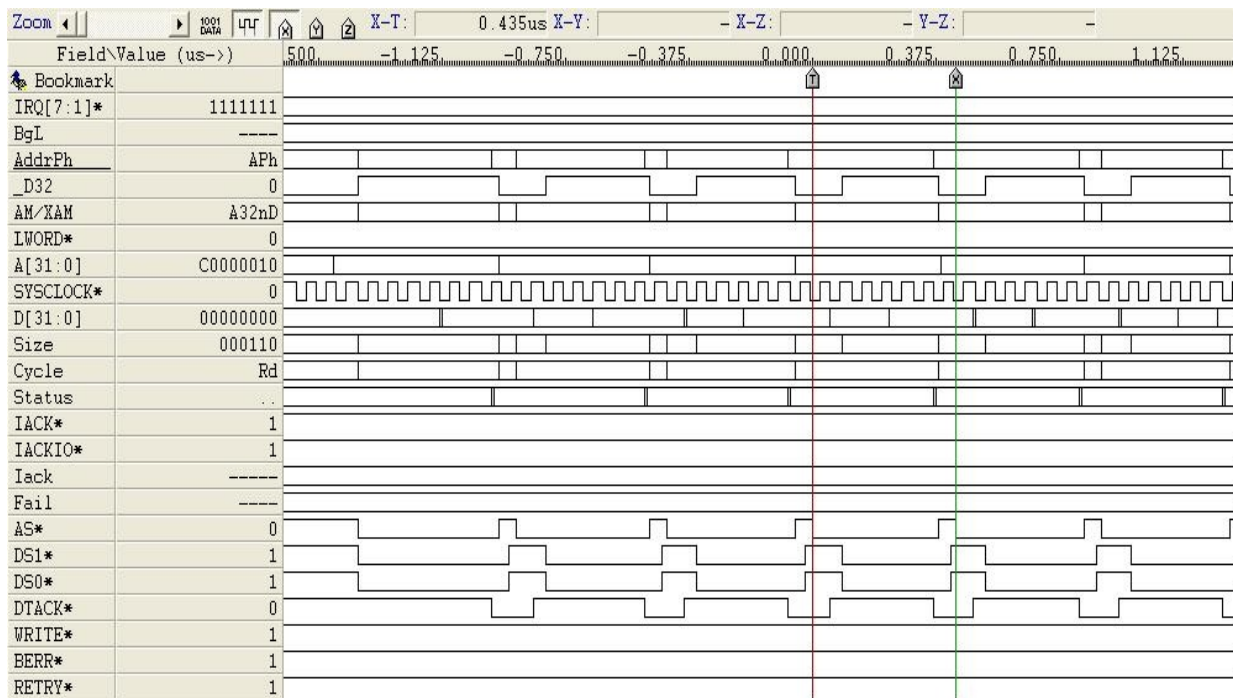 Zoom 1001 DATA X Y Z X-T: 0.435us X-Y: - X-Z: - Y-Z: -
Field\Value (us->) .500 -1.125 -0.750 -0.375 0.000 0.375 0.750 1.125
Bookmark T X
IRQ[7:1]* 1111111
BgL ----
AddrPh APh
_D32 0
AM/XAM A32nD
LWORD* 0
A[31:0] C0000010
SYSCLOCK* 0
D[31:0] 00000000
Size 000110
Cycle Rd
Status ..
IACK* 1
IACKIO* 1
Iack -----
Fail ----
AS* 0
DS1* 1
DS0* 1
DTACK* 0
WRITE* 1
BERR* 1
RETRY* 1